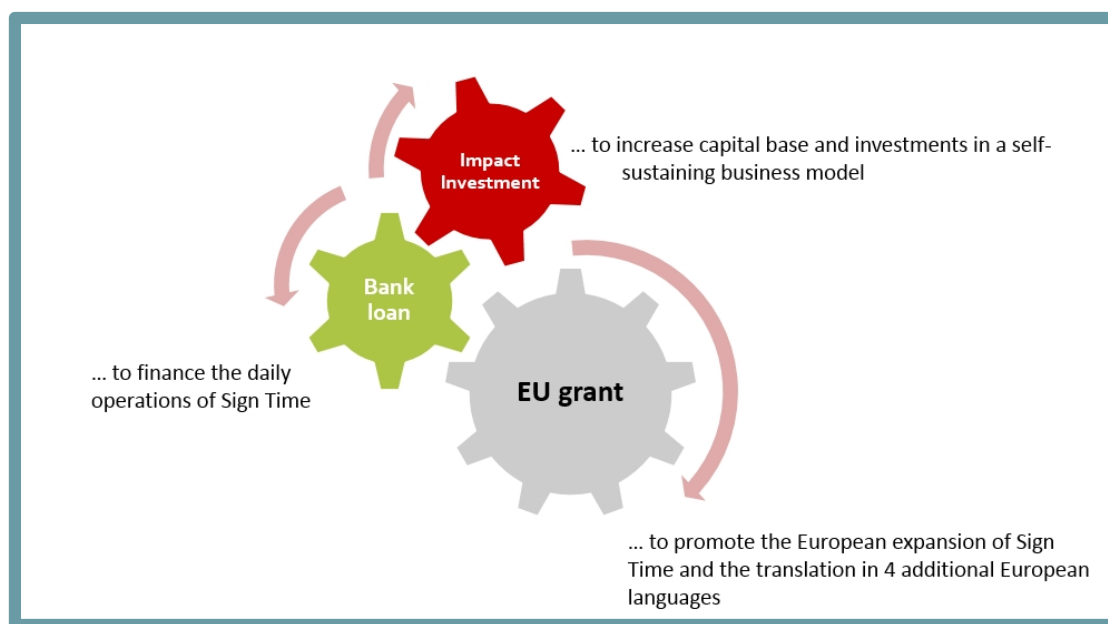 Impact
Investment
... to increase capital base and investments in a self-
sustaining business model
Bank
loan
... to finance the daily
operations of Sign Time
EU grant
... to promote the European expansion of Sign
Time and the translation in 4 additional European
languages